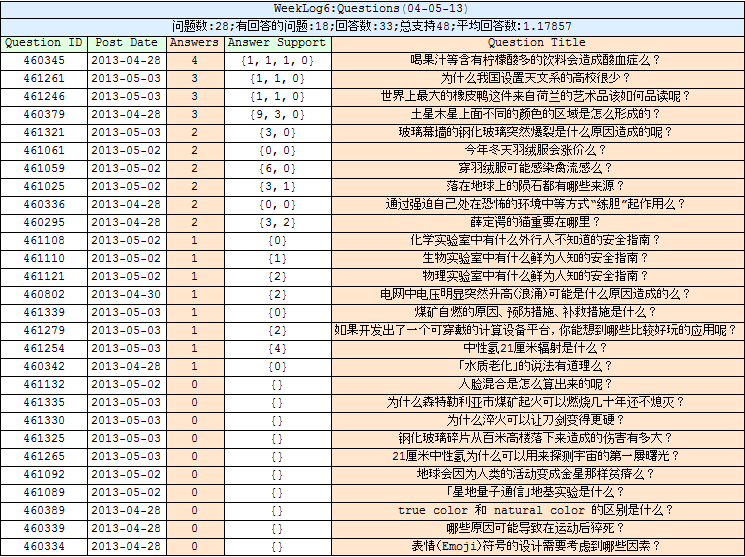 WeekLog6:Questions(04-05-13)
问题数:28;有回答的问题18;回答数:33;总支持48;平均回答数:1.17857
Question ID Post Date Answers Answer Support Question Title
460345 2013-04-28 4 {1, 1, 1, 0} 喝果汁等含有柠檬酸多的饮料会造成酸血症么？
461261 2013-05-03 3 {1, 1, 0} 为什么我国设置天文系的高校很少？
461246 2013-05-03 3 {1, 1, 0} 世界上最大的橡皮鸭这件来自荷兰的艺术品该如何品读呢？
460379 2013-04-28 3 {9, 3, 0} 土星木星上面不同的颜色的区域是怎么形成的？
461321 2013-05-03 2 {3, 0} 玻璃幕墙的钢化玻璃突然爆裂是什么原因造成的呢？
461061 2013-05-02 2 {0, 0} 今年冬天羽绒服会涨价么？
461059 2013-05-02 2 {6, 0} 穿羽绒服可能感染禽流感么？
461025 2013-05-02 2 {3, 1} 落在地球上的陨石都有哪些来源？
460336 2013-04-28 2 {0, 0} 通过强迫自己处在恐怖的环境中等方式“练胆”起作用么？
460295 2013-04-28 2 {3, 2} 薛定谔的猫重要在哪里？
461108 2013-05-02 1 {0} 化学实验室中有什么外行人不知道的安全指南？
461110 2013-05-02 1 {1} 生物实验室中有什么鲜为人知的安全指南？
461121 2013-05-02 1 {2} 物理实验室中有什么鲜为人知的安全指南？
460802 2013-04-30 1 {2} 电网中电压明显突然升高(浪涌)可能是什么原因造成的么？
461339 2013-05-03 1 {0} 煤矿自燃的原因、预防措施、补救措施是什么？
461279 2013-05-03 1 {2} 如果开发出了一个可穿戴的计算设备平台，你能想到哪些比较好玩的应用呢？
461254 2013-05-03 1 {4} 中性氢21厘米辐射是什么？
460342 2013-04-28 1 {0} 「水质老化」的说法有道理么？
461132 2013-05-02 0 {} 人脸混合是怎么算出来的呢？
461335 2013-05-03 0 {} 为什么森特勒利亚市煤矿起火可以燃烧几十年还不熄灭？
461330 2013-05-03 0 {} 为什么淬火可以让刀剑变得更硬？
461325 2013-05-03 0 {} 钢化玻璃碎片从百米高楼落下来造成的伤害有多大？
461265 2013-05-03 0 {} 21厘米中性氢为什么可以用来探测宇宙的第一屡曙光？
461092 2013-05-02 0 {} 地球会因为人类的活动变成金星那样贫瘠么？
461089 2013-05-02 0 {} 「星地量子通信」地基实验是什么？
460389 2013-04-28 0 {} true color 和 natural color 的区别是什么？
460339 2013-04-28 0 {} 哪些原因可能导致在运动后猝死？
460334 2013-04-28 0 {} 表情(Emoji)符号的设计需要考虑到哪些因素？